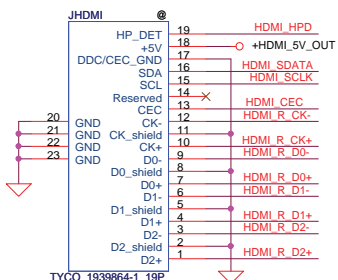 JHDMI @
HP_DET 19 HDMI_HPD
+5V 18 +HDMI_5V_OUT
DDC/CEC_GND 17
SDA 16 HDMI_SDATA
SCL 15 HDMI_SCLK
Reserved 14
CEC 13 HDMI_CEC
20 GND CK- 12 HDMI_R_CK-
21 GND CK_shield 11
22 GND CK+ 10 HDMI_R_CK+
23 GND D0- 9 HDMI_R_D0-
D0_shield 8
D0+ 7 HDMI_R_D0+
D1- 6 HDMI_R_D1-
D1_shield 5
D1+ 4 HDMI_R_D1+
D2- 3 HDMI_R_D2-
D2_shield 2
D2+ 1 HDMI_R_D2+
TYCO_1939864-1_19P